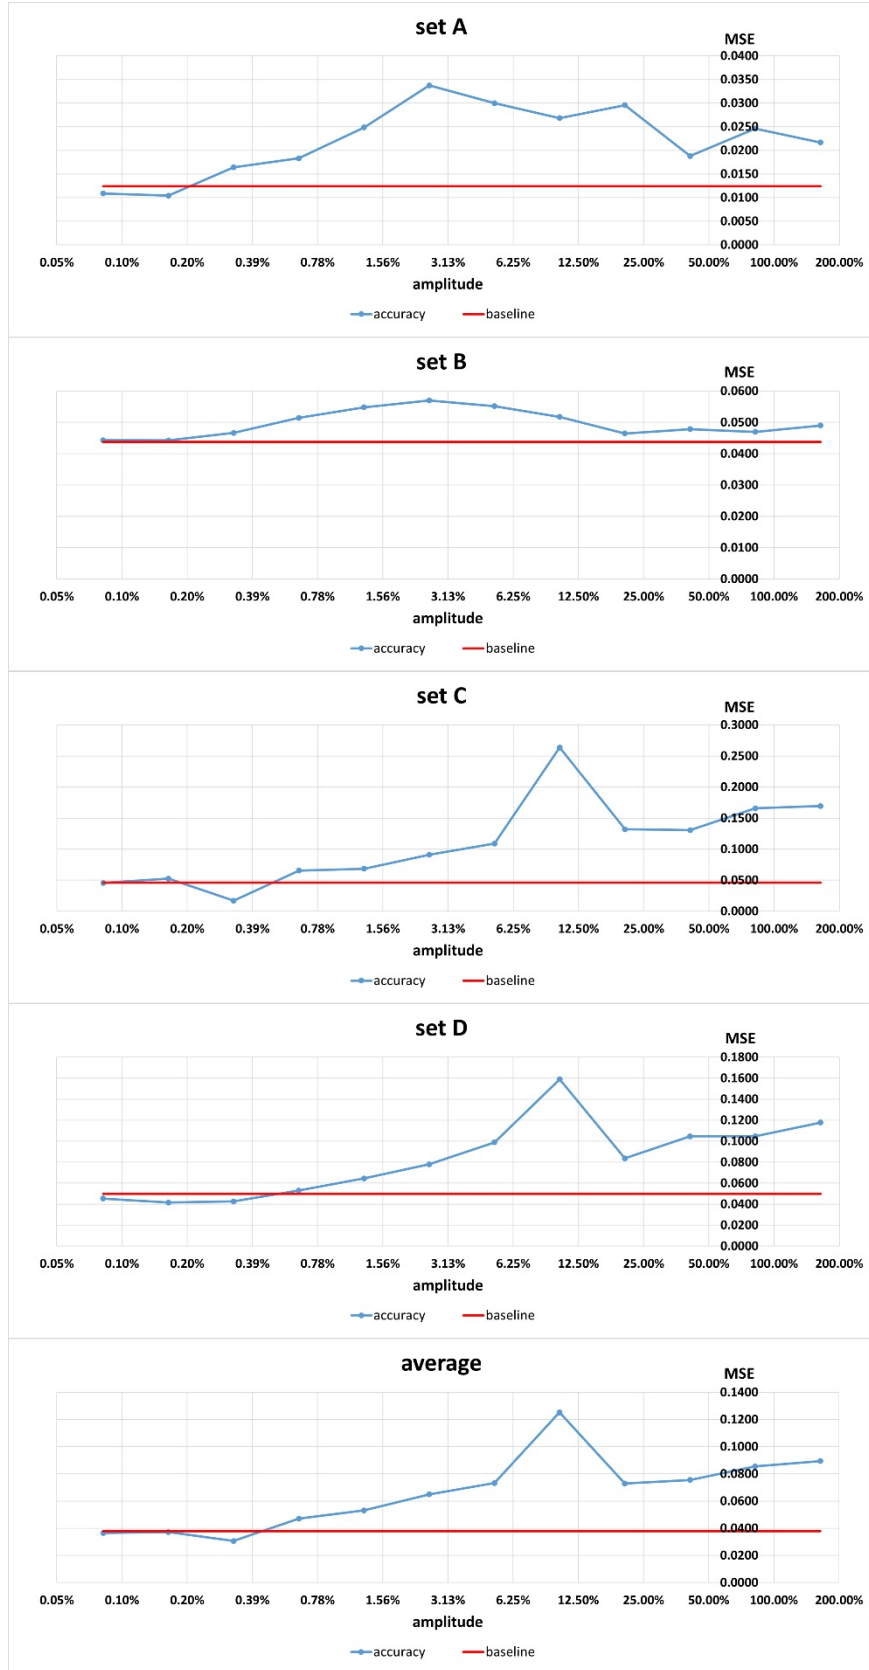 set A
MSE
0.0400
0.0350
0.0300
0.0250
0.0200
0.0150
0.0100
0.0050
0.0000
0.05% 0.10% 0.20% 0.39% 0.78% 1.56% 3.13% 6.25% 12.50% 25.00% 50.00% 100.00% 200.00%
amplitude
accuracy baseline
set B
MSE
0.0600
0.0500
0.0400
0.0300
0.0200
0.0100
0.0000
0.05% 0.10% 0.20% 0.39% 0.78% 1.56% 3.13% 6.25% 12.50% 25.00% 50.00% 100.00% 200.00%
amplitude
accuracy baseline
set C
MSE
0.3000
0.2500
0.2000
0.1500
0.1000
0.0500
0.0000
0.05% 0.10% 0.20% 0.39% 0.78% 1.56% 3.13% 6.25% 12.50% 25.00% 50.00% 100.00% 200.00%
amplitude
accuracy baseline
set D
MSE
0.1800
0.1600
0.1400
0.1200
0.1000
0.0800
0.0600
0.0400
0.0200
0.0000
0.05% 0.10% 0.20% 0.39% 0.78% 1.56% 3.13% 6.25% 12.50% 25.00% 50.00% 100.00% 200.00%
amplitude
accuracy baseline
average
MSE
0.1400
0.1200
0.1000
0.0800
0.0600
0.0400
0.0200
0.0000
0.05% 0.10% 0.20% 0.39% 0.78% 1.56% 3.13% 6.25% 12.50% 25.00% 50.00% 100.00% 200.00%
amplitude
accuracy baseline